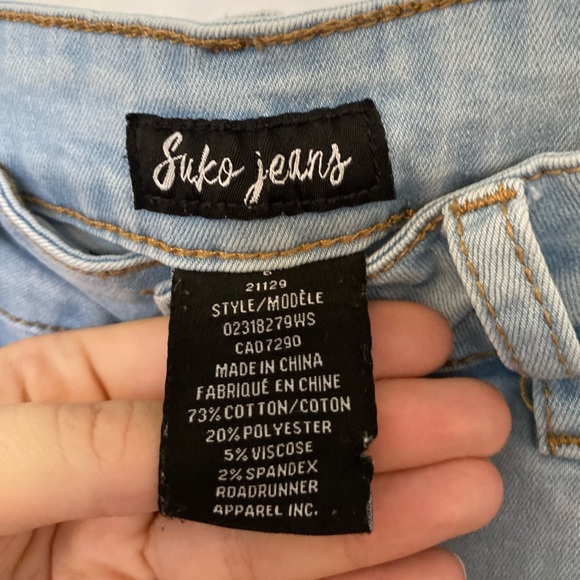 Suko jeans
21129
STYLE/MODÈLE
02318279WS
CA07290
MADE IN CHINA
FABRIQUÉ EN CHINE
73% COTTON/COTON
20% POLYESTER
5% VISCOSE
2% SPANDEX
ROADRUNNER
APPAREL INC.